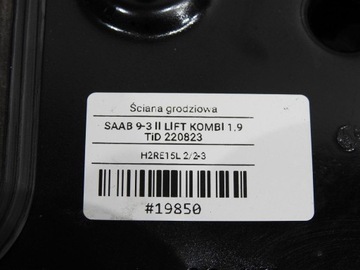 Ściana grodziowa
SAAB 9-3 II LIFT KOMBI 1.9
TiD 220823
H2RE15L 2/2-3
#19850